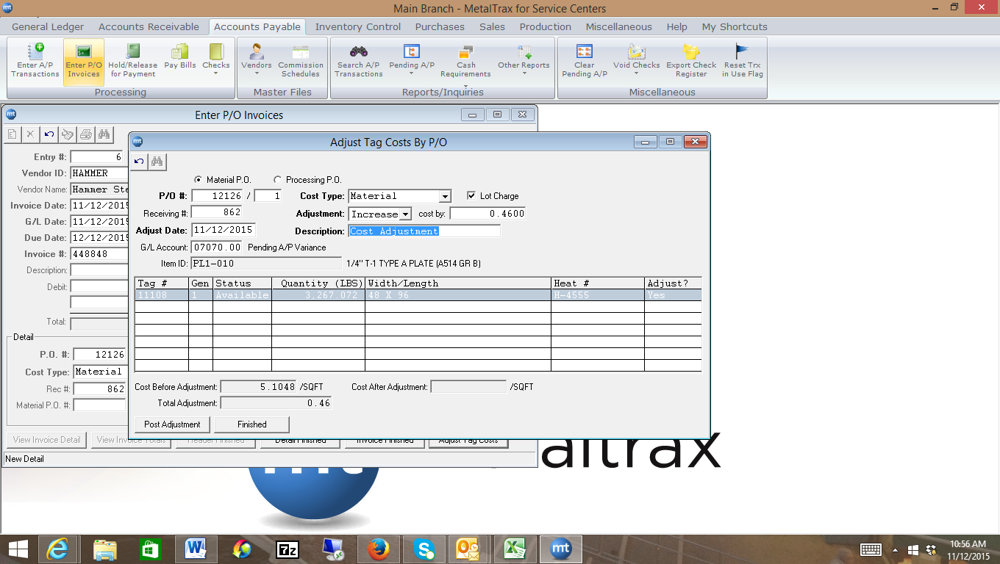 Main Branch - MetalTrax for Service Centers
General Ledger Accounts Receivable Accounts Payable Inventory Control Purchases Sales Production Miscellaneous Help My Shortcuts
Enter A/P Transactions Enter P/O Invoices Hold/Release for Payment Pay Bills Checks Vendors Commission Schedules Search A/P Transactions Pending A/P Cash Requirements Other Reports Clear Pending A/P Void Checks Export Check Register Reset Trx in Use Flag
Processing Master Files Reports/Inquiries Miscellaneous
mt Enter P/O Invoices
mt Adjust Tag Costs By P/O
Entry #: 6
Vendor ID: HAMMER
Vendor Name: Hammer Ste
Invoice Date: 11/12/2015
G/L Date: 11/12/2015
Due Date: 12/12/2015
Invoice #: 448848
Description:
Debit:
Total:
Detail
P.O. #: 12126
Cost Type: Material
Rec #: 862
Material P.O. #:
Material P.O. Processing P.O.
P/O #: 12126 / 1 Cost Type: Material Lot Charge
Receiving #: 862 Adjustment: Increase cost by: 0.4600
Adjust Date: 11/12/2015 Description: Cost Adjustment
G/L Account: 07070.00 Pending A/P Variance
Item ID: PL1-010 1/4" T-1 TYPE A PLATE (A514 GR B)
Tag # Gen Status Quantity (LBS) Width/Length Heat # Adjust?
11108 1 Available 3,267.072 48 X 96 H-4555 Yes
Cost Before Adjustment: 5.1048 /SQFT Cost After Adjustment: /SQFT
Total Adjustment: 0.46
Post Adjustment Finished
View Invoice Detail View Invoice Totals Header Finished Detail Finished Invoice Finished Adjust Tag Costs
New Detail
altrax
7z
mt
10:56 AM
11/12/2015